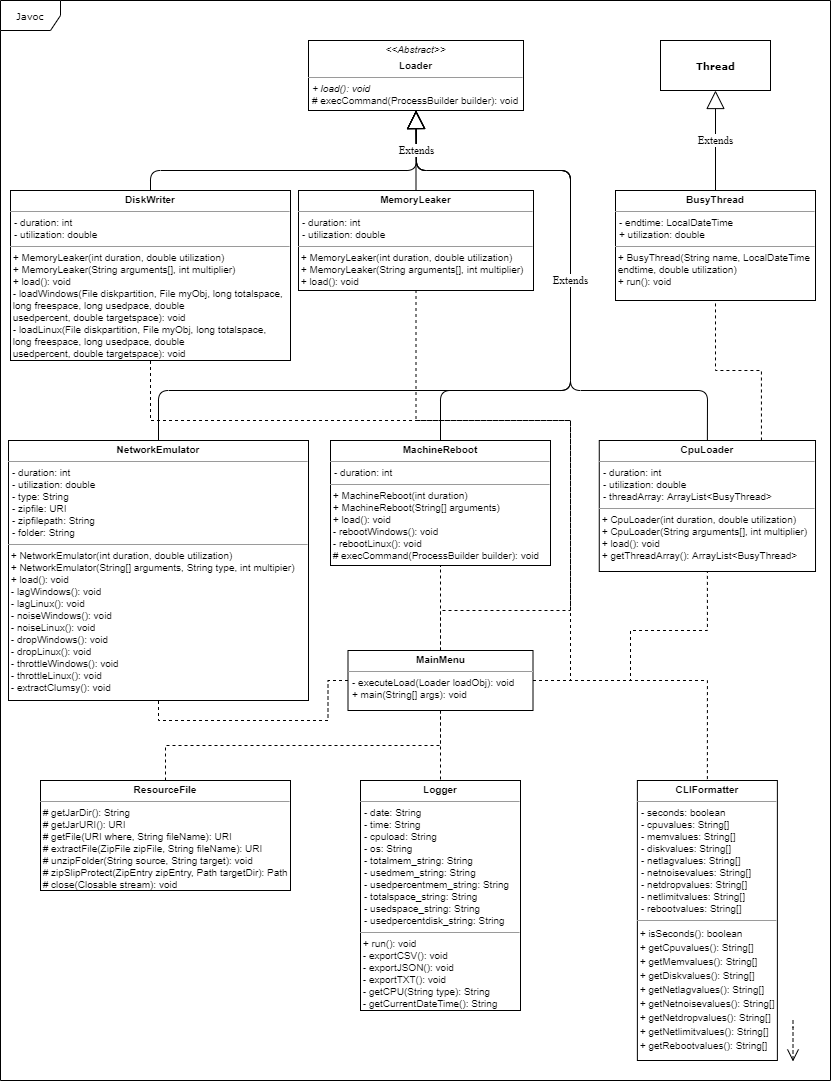 Javoc
<<Abstract>>
Loader
+ load(): void
# execCommand(ProcessBuilder builder): void
Thread
Extends
Extends
DiskWriter
- duration: int
- utilization: double
+ MemoryLeaker(int duration, double utilization)
+ MemoryLeaker(String arguments[], int multiplier)
+ load(): void
- loadWindows(File diskpartition, File myObj, long totalspace,
long freespace, long usedpace, double
usedpercent, double targetspace): void
- loadLinux(File diskpartition, File myObj, long totalspace,
long freespace, long usedpace, double
usedpercent, double targetspace): void
MemoryLeaker
- duration: int
- utilization: double
+ MemoryLeaker(int duration, double utilization)
+ MemoryLeaker(String arguments[], int multiplier)
+ load(): void
BusyThread
- endtime: LocalDateTime
+ utilization: double
+ BusyThread(String name, LocalDateTime
endtime, double utilization)
+ run(): void
Extends
NetworkEmulator
- duration: int
- utilization: double
- type: String
- zipfile: URI
- zipfilepath: String
- folder: String
+ NetworkEmulator(int duration, double utilization)
+ NetworkEmulator(String[] arguments, String type, int multipier)
+ load(): void
- lagWindows(): void
- lagLinux(): void
- noiseWindows(): void
- noiseLinux(): void
- dropWindows(): void
- dropLinux(): void
- throttleWindows(): void
- throttleLinux(): void
- extractClumsy(): void
MachineReboot
- duration: int
+ MachineReboot(int duration)
+ MachineReboot(String[] arguments)
+ load(): void
- rebootWindows(): void
- rebootLinux(): void
# execCommand(ProcessBuilder builder): void
CpuLoader
- duration: int
- utilization: double
- threadArray: ArrayList<BusyThread>
+ CpuLoader(int duration, double utilization)
+ CpuLoader(String arguments[], int multiplier)
+ load(): void
+ getThreadArray(): ArrayList<BusyThread>
MainMenu
- executeLoad(Loader loadObj): void
+ main(String[] args): void
ResourceFile
# getJarDir(): String
# getJarURI(): URI
# getFile(URI where, String fileName): URI
# extractFile(ZipFile zipFile, String fileName): URI
# unzipFolder(String source, String target): void
# zipSlipProtect(ZipEntry zipEntry, Path targetDir): Path
# close(Closable stream): void
Logger
- date: String
- time: String
- cpuload: String
- os: String
- totalmem_string: String
- usedmem_string: String
- usedpercentmem_string: String
- totalspace_string: String
- usedspace_string: String
- usedpercentdisk_string: String
+ run(): void
- exportCSV(): void
- exportJSON(): void
- exportTXT(): void
- getCPU(String type): String
- getCurrentDateTime(): String
CLIFormatter
- seconds: boolean
- cpuvalues: String[]
- memvalues: String[]
- diskvalues: String[]
- netlagvalues: String[]
- netnoisevalues: String[]
- netdropvalues: String[]
- netlimitvalues: String[]
- rebootvalues: String[]
+ isSeconds(): boolean
+ getCpuvalues(): String[]
+ getMemvalues(): String[]
+ getDiskvalues(): String[]
+ getNetlagvalues(): String[]
+ getNetnoisevalues(): String[]
+ getNetdropvalues(): String[]
+ getNetlimitvalues(): String[]
+ getRebootvalues(): String[]